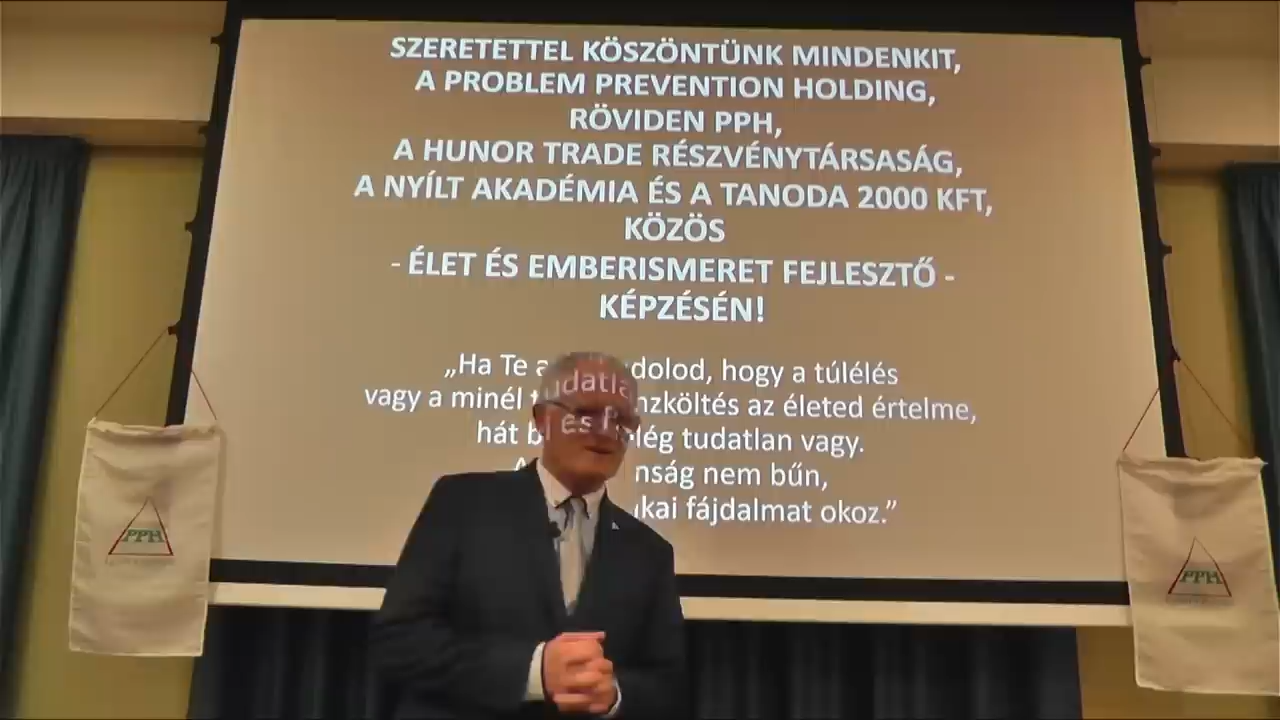 SZERETETTEL KÖSZÖNTÜNK MINDENKIT,
A PROBLEM PREVENTION HOLDING,
RÖVIDEN PPH,
A HUNOR TRADE RÉSZVÉNYTÁRSASÁG,
A NYÍLT AKADÉMIA ÉS A TANODA 2000 KFT,
KÖZÖS
- ÉLET ÉS EMBERISMERET FEJLESZTŐ -
KÉPZÉSÉN!
„Ha Te hogy a túlélés
vagy a minél az életed értelme,
hát tudatlan vagy.
nem bűn,
fájdalmat okoz.”
PPH
PPH